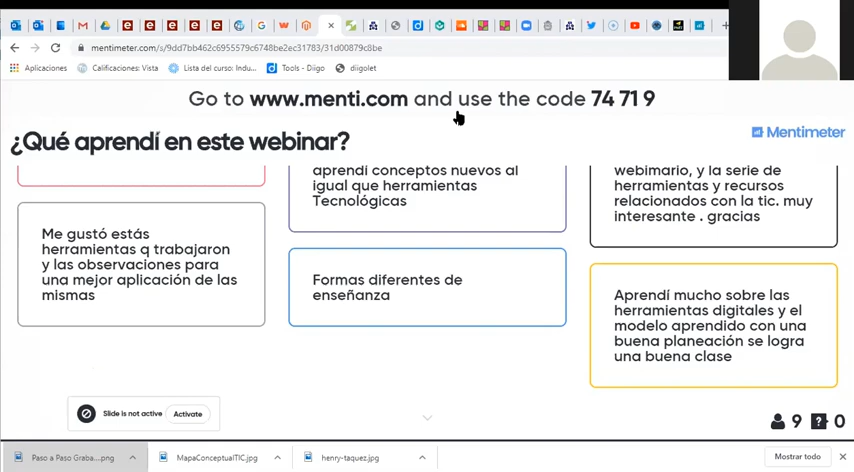 mentimeter.com/s/9dd7bb462c6955579c6748be2ec31783/31d00879c8be
Aplicaciones
Calificaciones: Vista
Lista del curso: Indu...
Tools - Diigo
diigolet
Go to www.menti.com and use the code 74 71 9
¿Qué aprendí en este webinar?
Mentimeter
Me gustó estás
herramientas q trabajaron
y las observaciones para
una mejor aplicación de las
mismas
aprendí conceptos nuevos al
igual que herramientas
Tecnológicas
Formas diferentes de
enseñanza
webimario, y la serie de
herramientas y recursos
relacionados con la tic. muy
interesante . gracias
Aprendí mucho sobre las
herramientas digitales y el
modelo aprendido con una
buena planeación se logra
una buena clase
Slide is not active
Activate
9
0
Paso a Paso Graba....png
MapaConceptualTIC.jpg
henry-taquez.jpg
Mostrar todo